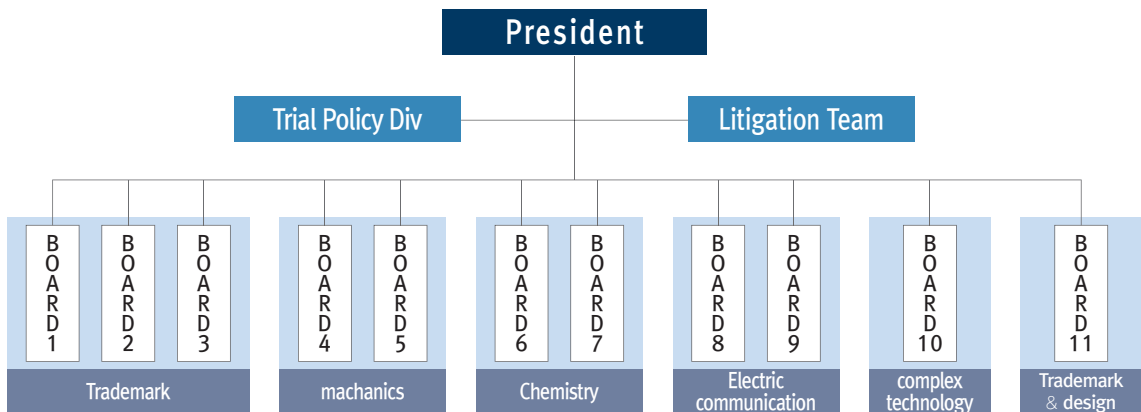 President
Trial Policy Div
Litigation Team
BOARD1
BOARD2
BOARD3
BOARD4
BOARD5
BOARD6
BOARD7
BOARD8
BOARD9
BOARD10
BOARD11
Trademark
machanics
Chemistry
Electric
communication
complex
technology
Trademark
& design